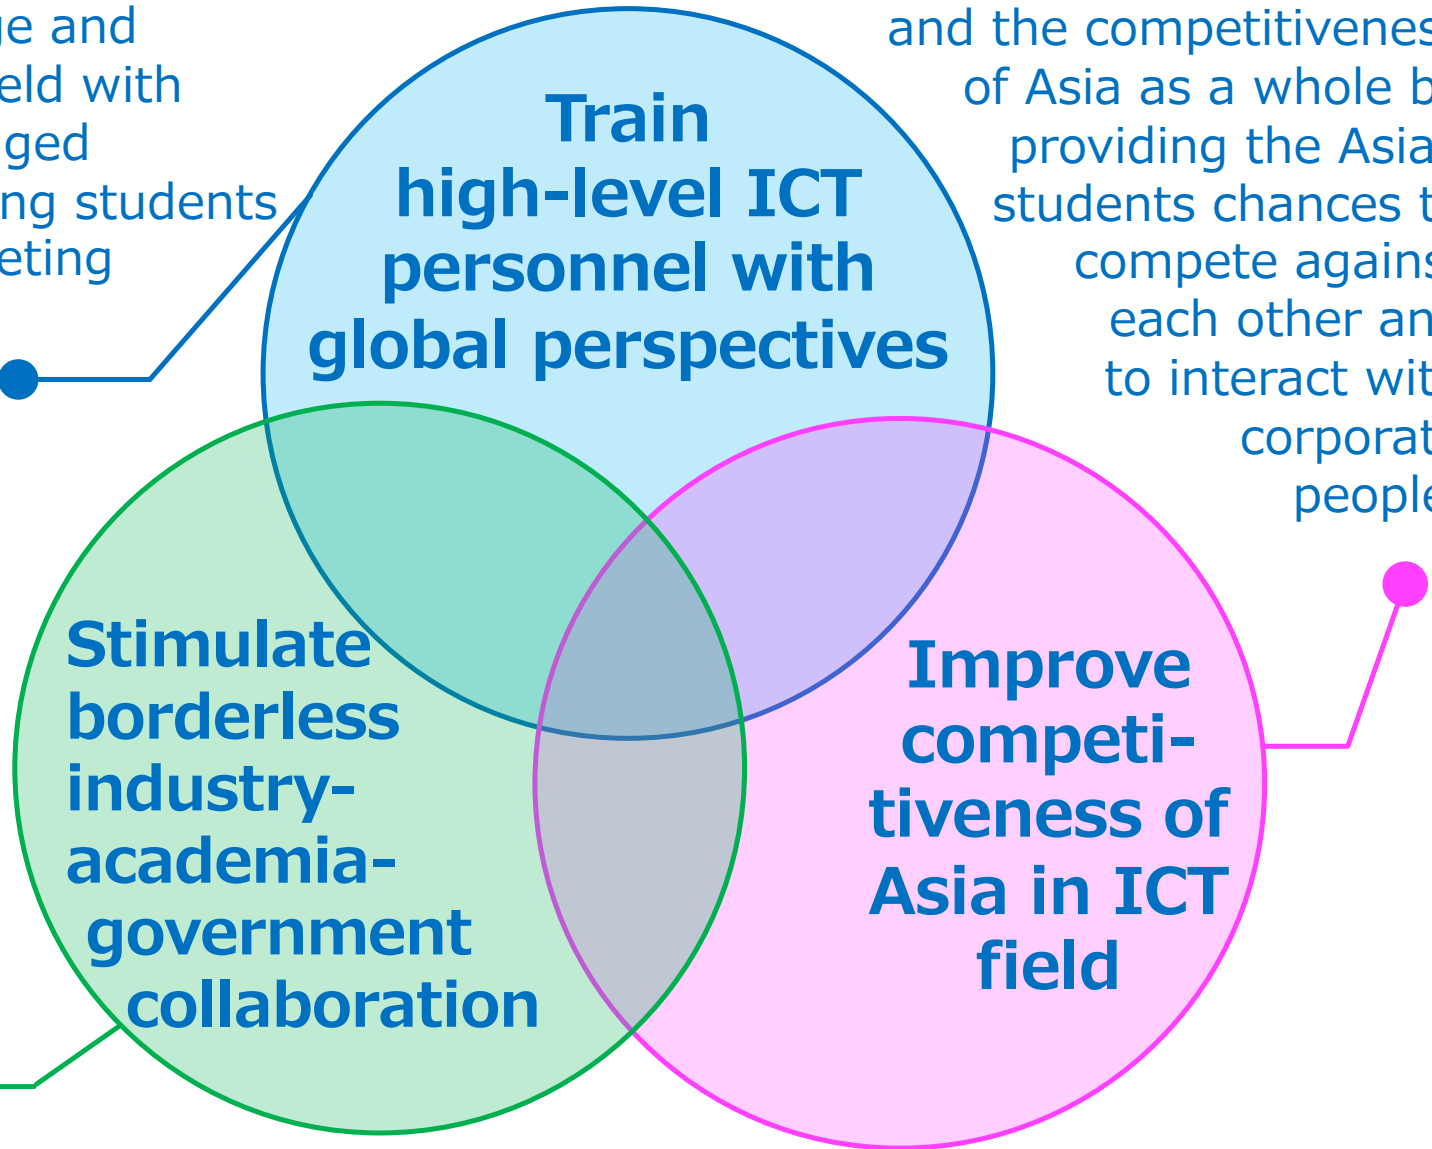 ge and
eld with
ged
ng students
eting
and the competitivenes
of Asia as a whole b
providing the Asia
students chances t
compete agains
each other an
to interact wit
corporat
people
Train
high-level ICT
personnel with
global perspectives
Stimulate
borderless
industry-
academia-
government
collaboration
Improve
competi-
tiveness of
Asia in ICT
field